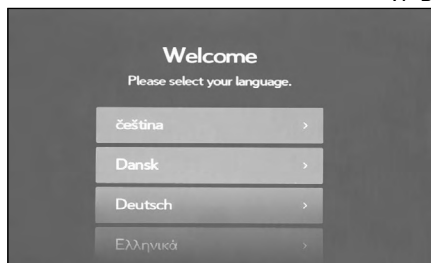 Welcome
Please select your language.
čeština
Dansk
Deutsch
Ελληνικά